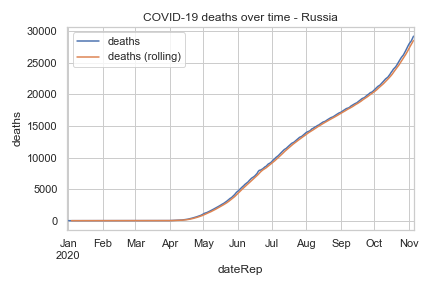 COVID-19 deaths over time - Russia
deaths
deaths (rolling)
30000
25000
20000
15000
10000
5000
0
deaths
Jan Feb Mar Apr May Jun Jul Aug Sep Oct Nov
2020
dateRep